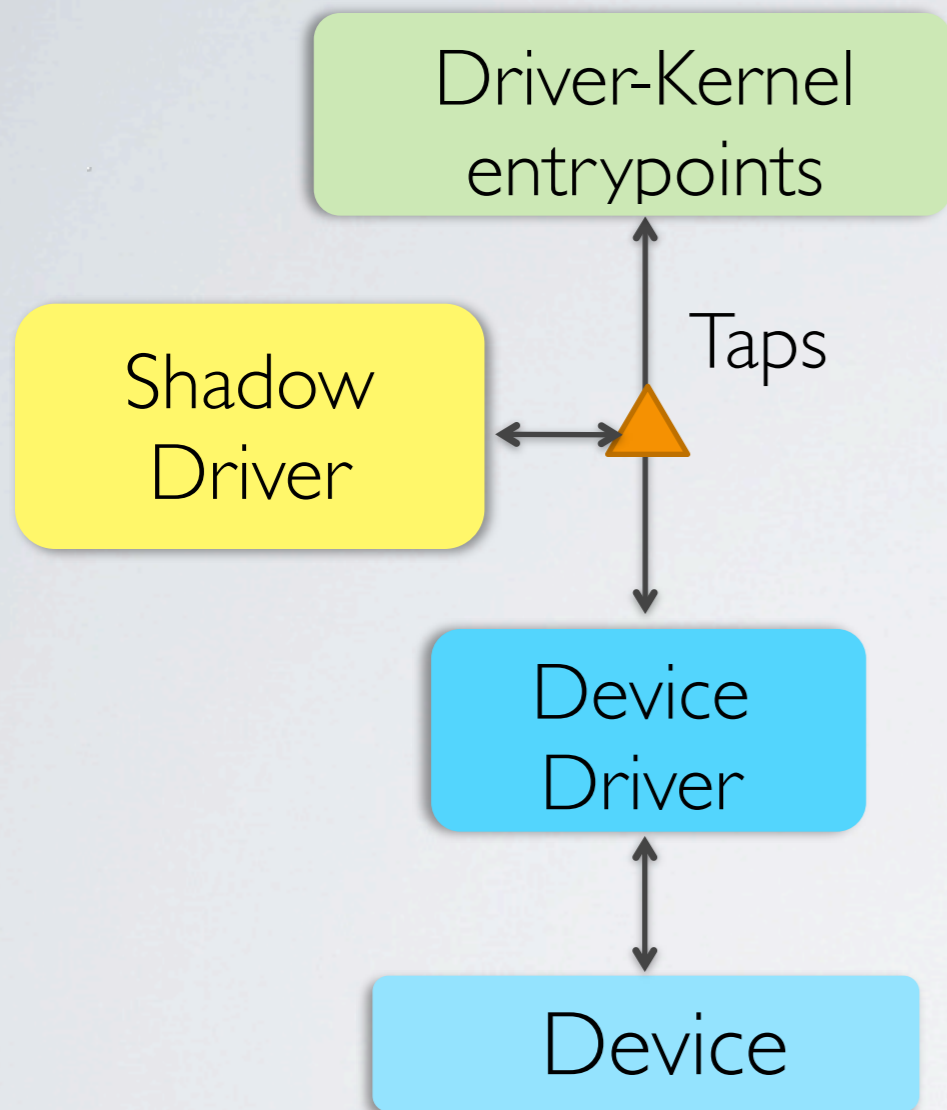 Driver-Kernel
entrypoints
Taps
Shadow
Driver
Device
Driver
Device